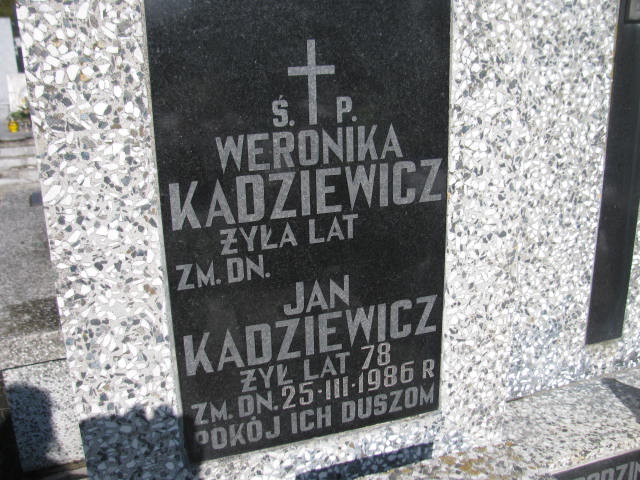 Ś. P.
WERONIKA
KADZIEWICZ
ŻYŁA LAT
ZM. DN.
JAN
KADZIEWICZ
ŻYŁ LAT 78
ZM. DN. 25-III-1986 R
POKÓJ ICH DUSZOM